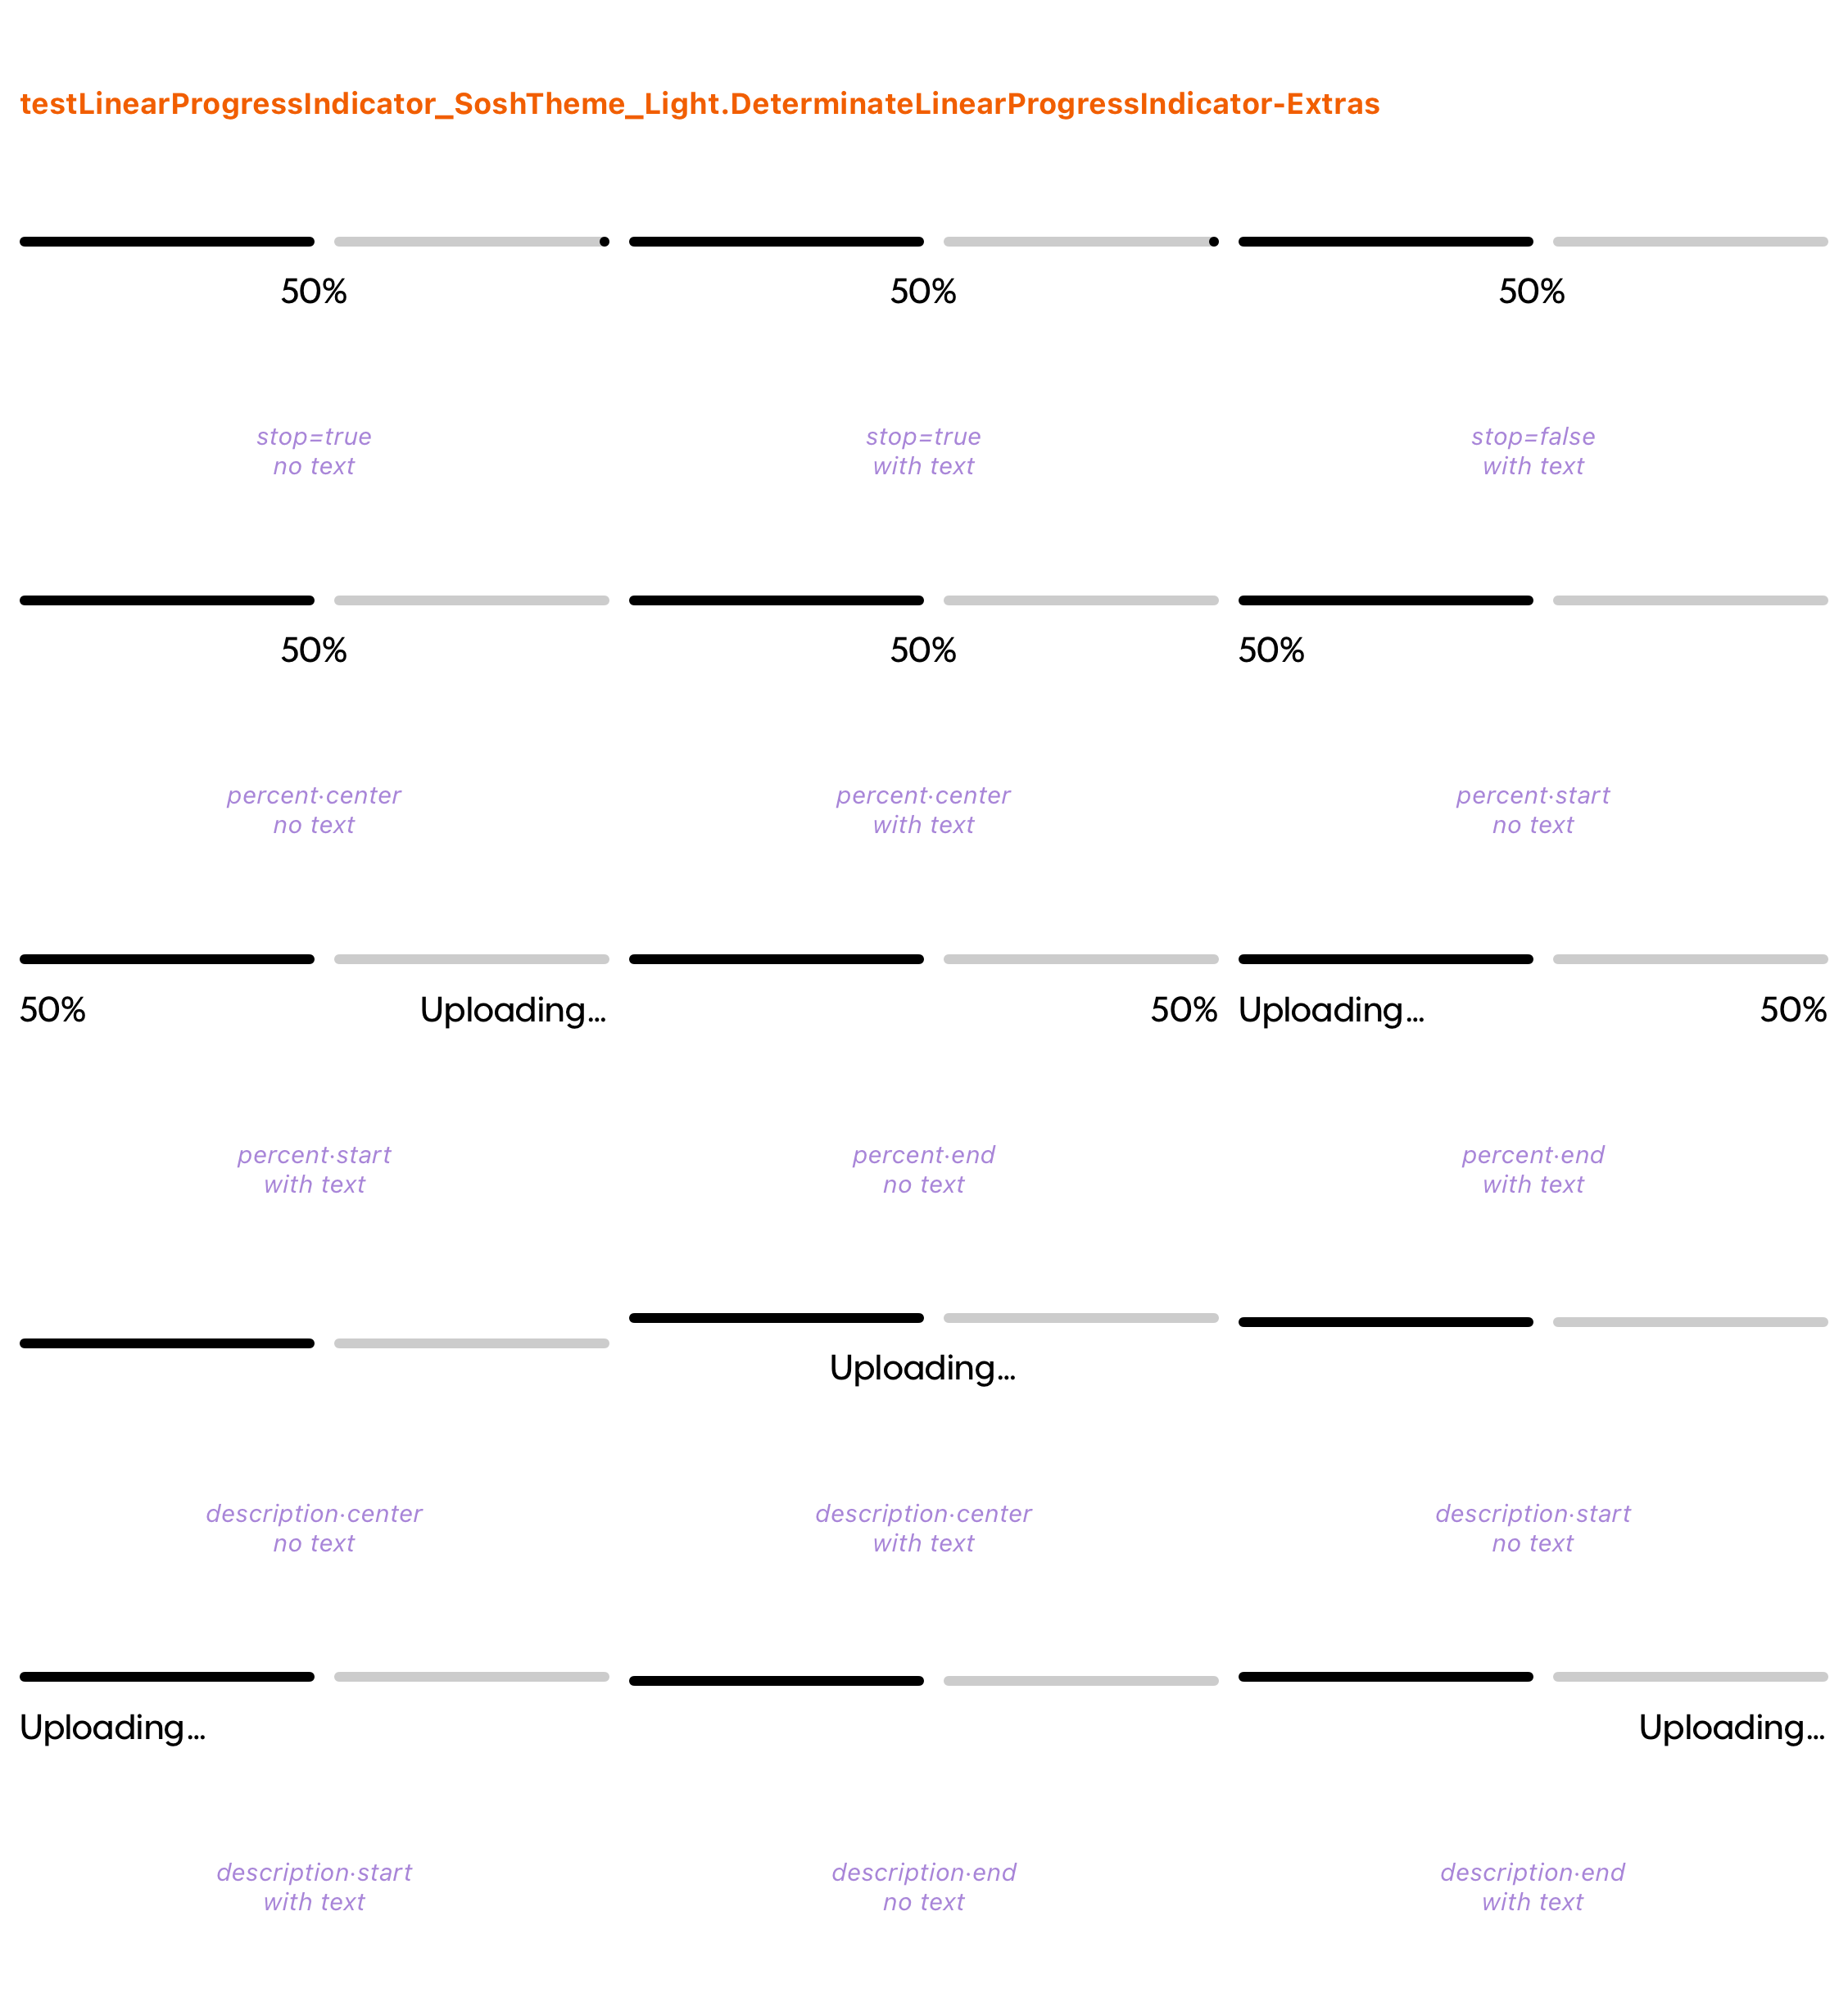 testLinearProgressIndicator_SoshTheme_Light.DeterminateLinearProgressIndicator-Extras
50% 50% 50%
stop=true stop=true stop=false
no text with text with text
50% 50% 50%
percent·center percent·center percent·start
no text with text no text
50% Uploading... 50% Uploading... 50%
percent·start percent·end percent·end
with text no text with text
Uploading...
description·center description·center description·start
no text with text no text
Uploading... Uploading...
description·start description·end description·end
with text no text with text